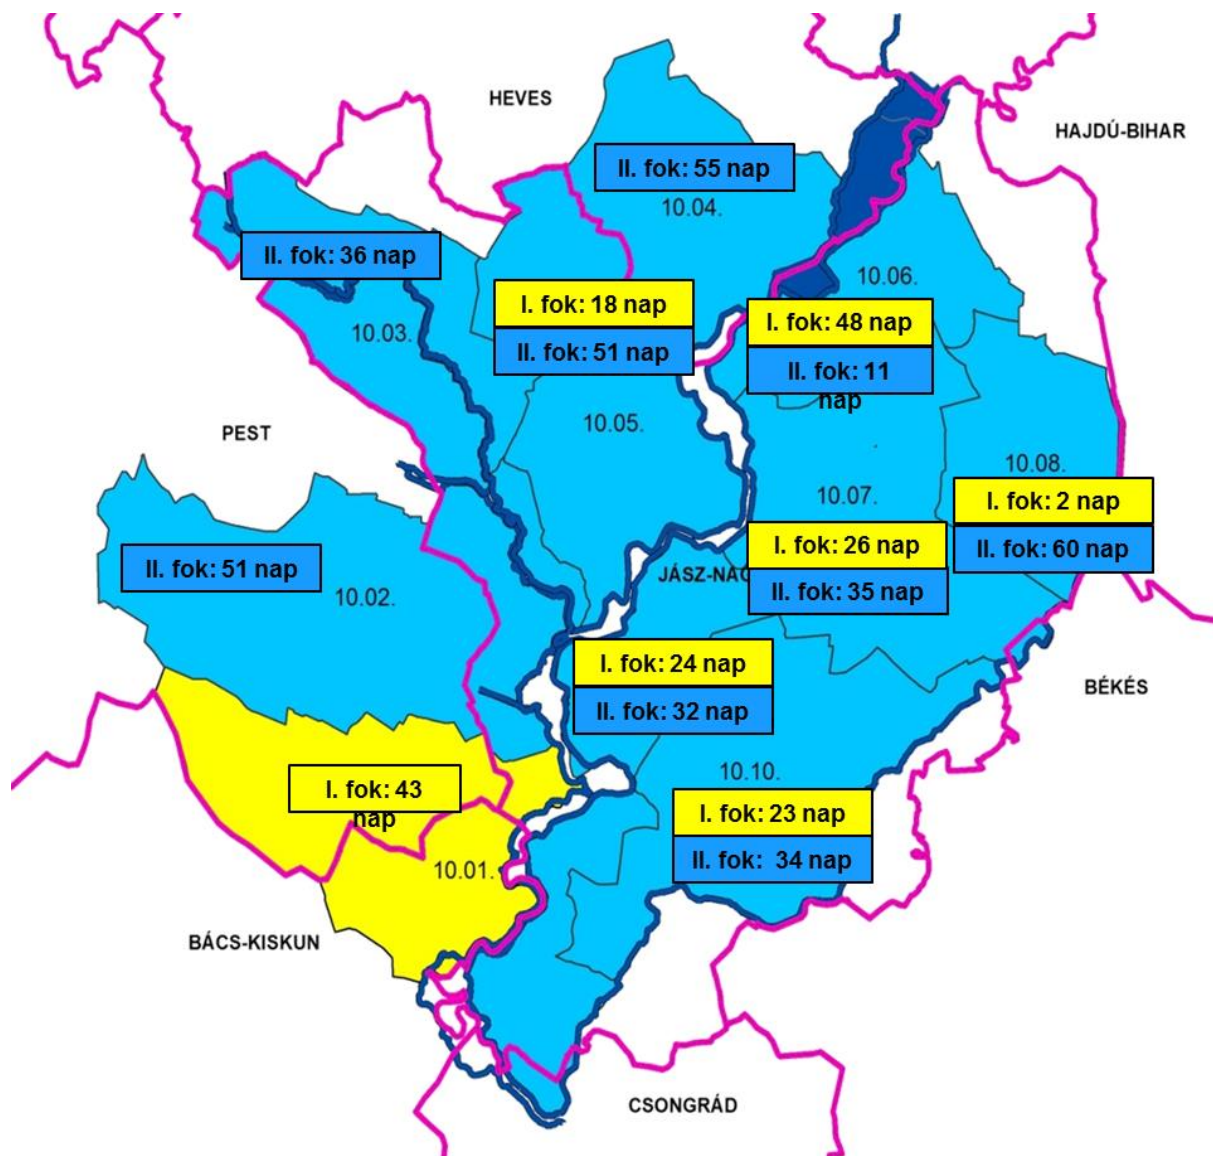 HEVES
HAJDÚ-BIHAR
II. fok: 55 nap
10.04.
II. fok: 36 nap
10.03.
I. fok: 18 nap
II. fok: 51 nap
10.06.
I. fok: 48 nap
II. fok: 11
nap
PEST
10.05.
10.07.
10.08.
I. fok: 2 nap
II. fok: 60 nap
I. fok: 26 nap
II. fok: 35 nap
JÁSZ-NAG
II. fok: 51 nap
10.02.
I. fok: 24 nap
II. fok: 32 nap
BÉKÉS
10.10.
I. fok: 43
nap
I. fok: 23 nap
II. fok: 34 nap
10.01.
BÁCS-KISKUN
CSONGRÁD